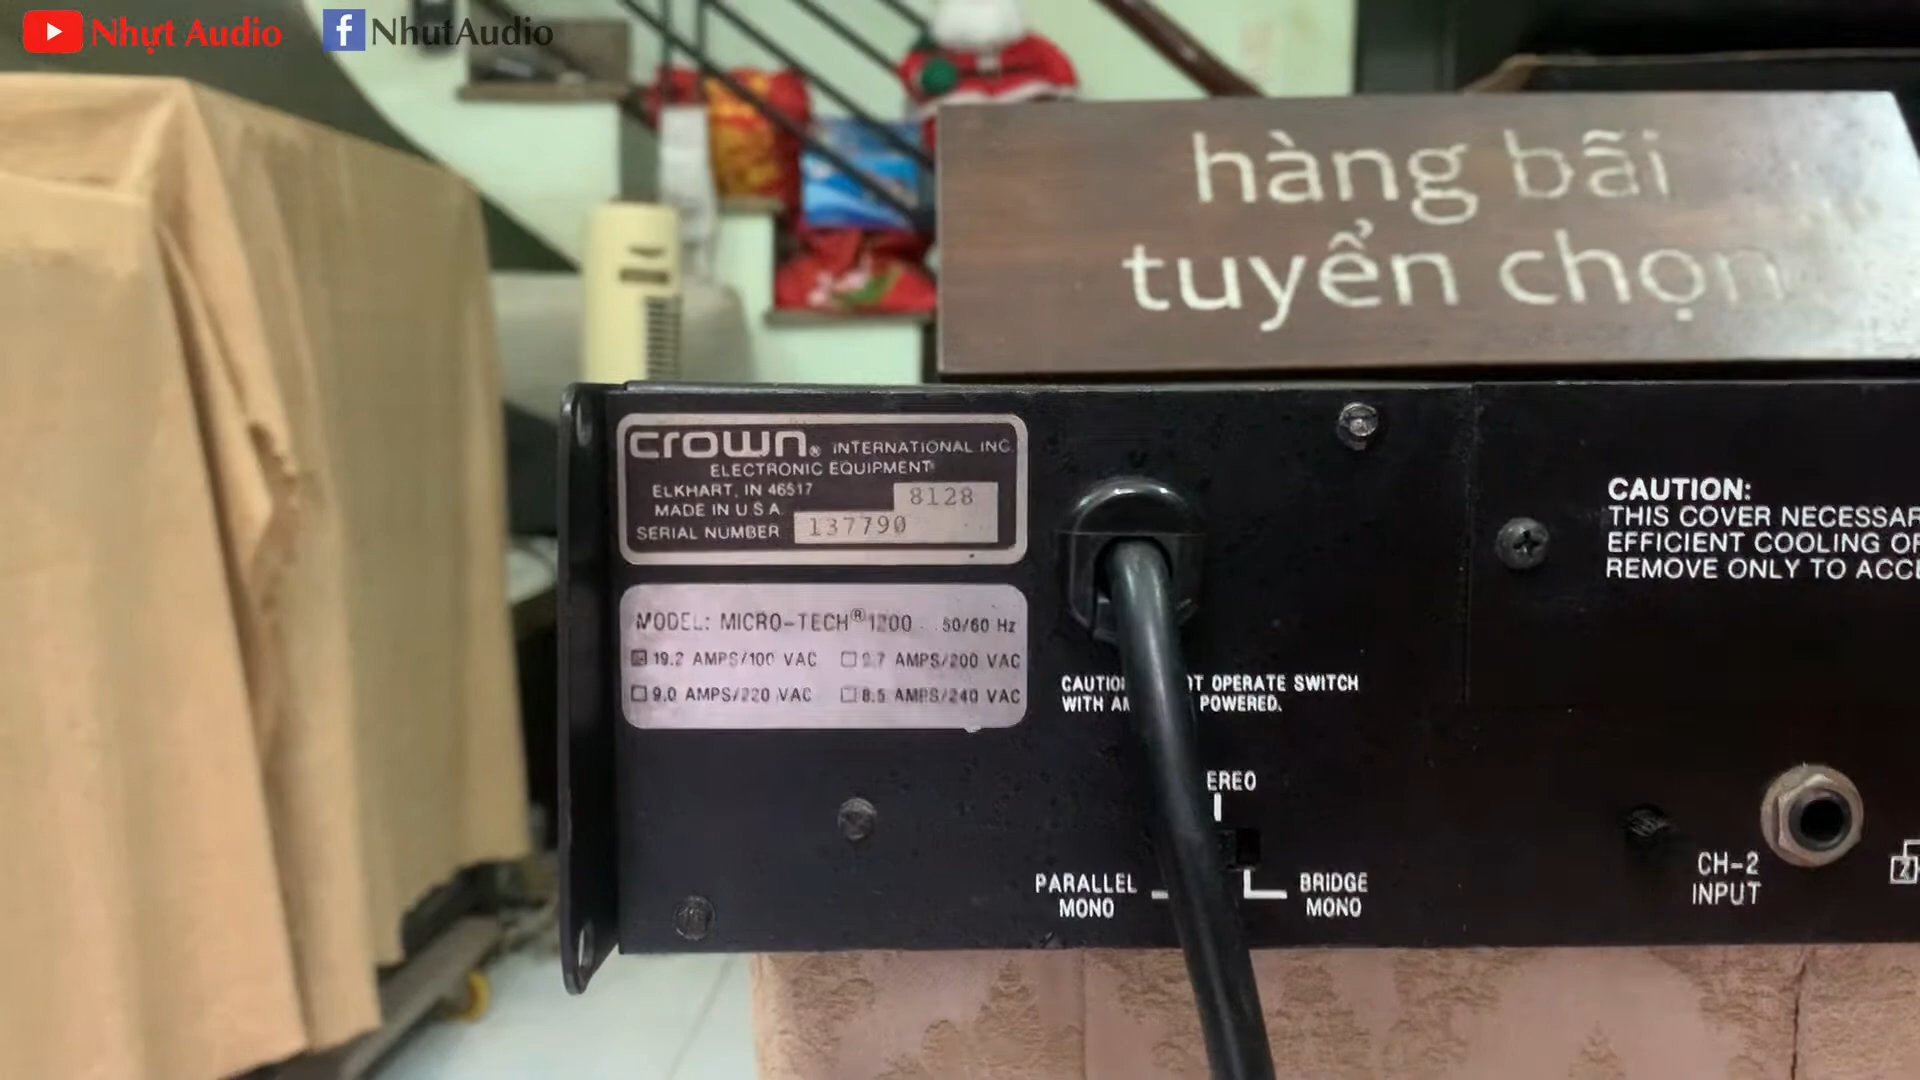 Nhựt Audio
NhutAudio
hàng bãi
tuyển chọn
crown® INTERNATIONAL INC.
ELECTRONIC EQUIPMENT
ELKHART, IN 46517
MADE IN U.S.A.
8128
SERIAL NUMBER 137790
MODEL: MICRO-TECH® 1200 50/60 Hz
19.2 AMPS/100 VAC 9.7 AMPS/200 VAC
9.0 AMPS/220 VAC 8.5 AMPS/240 VAC
CAUTIO T OPERATE SWITCH
WITH A POWERED.
EREO
PARALLEL
MONO
BRIDGE
MONO
CAUTION:
THIS COVER NECESSAR
EFFICIENT COOLING O
REMOVE ONLY TO ACCE
CH-2
INPUT